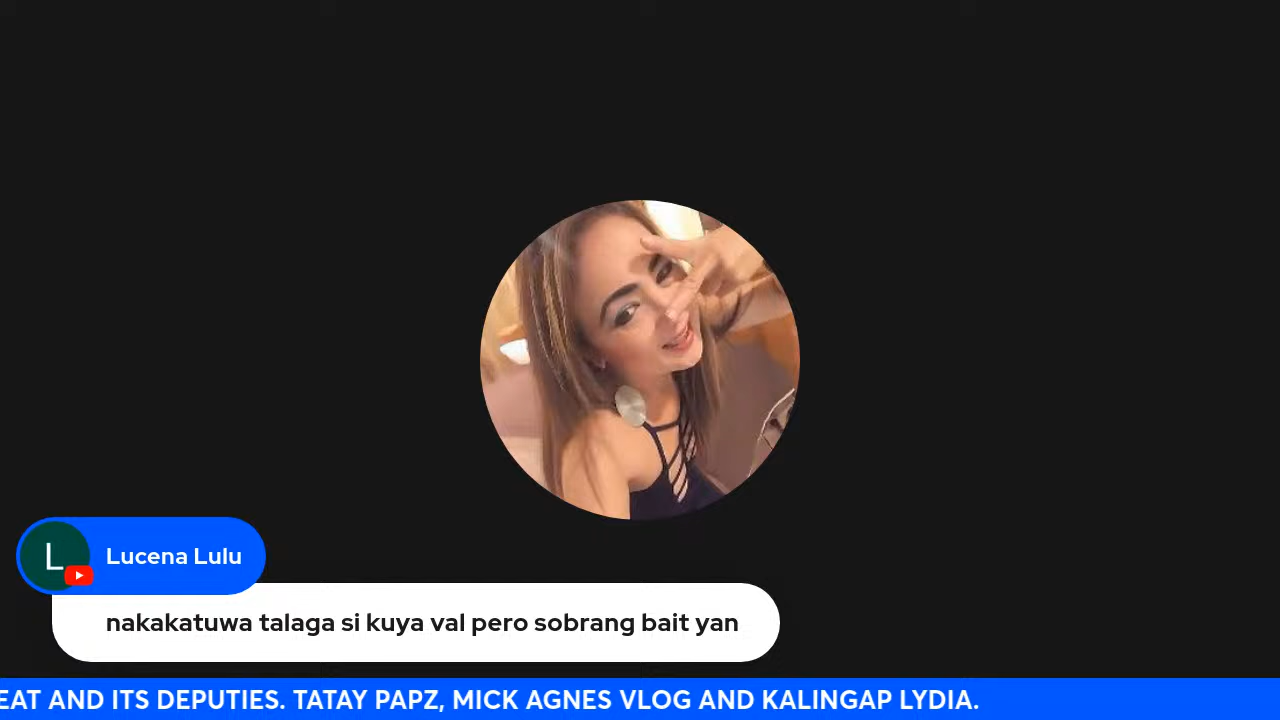 L
Lucena Lulu
nakakatuwa talaga si kuya val pero sobrang bait yan
EAT AND ITS DEPUTIES. TATAY PAPZ, MICK AGNES VLOG AND KALINGAP LYDIA.